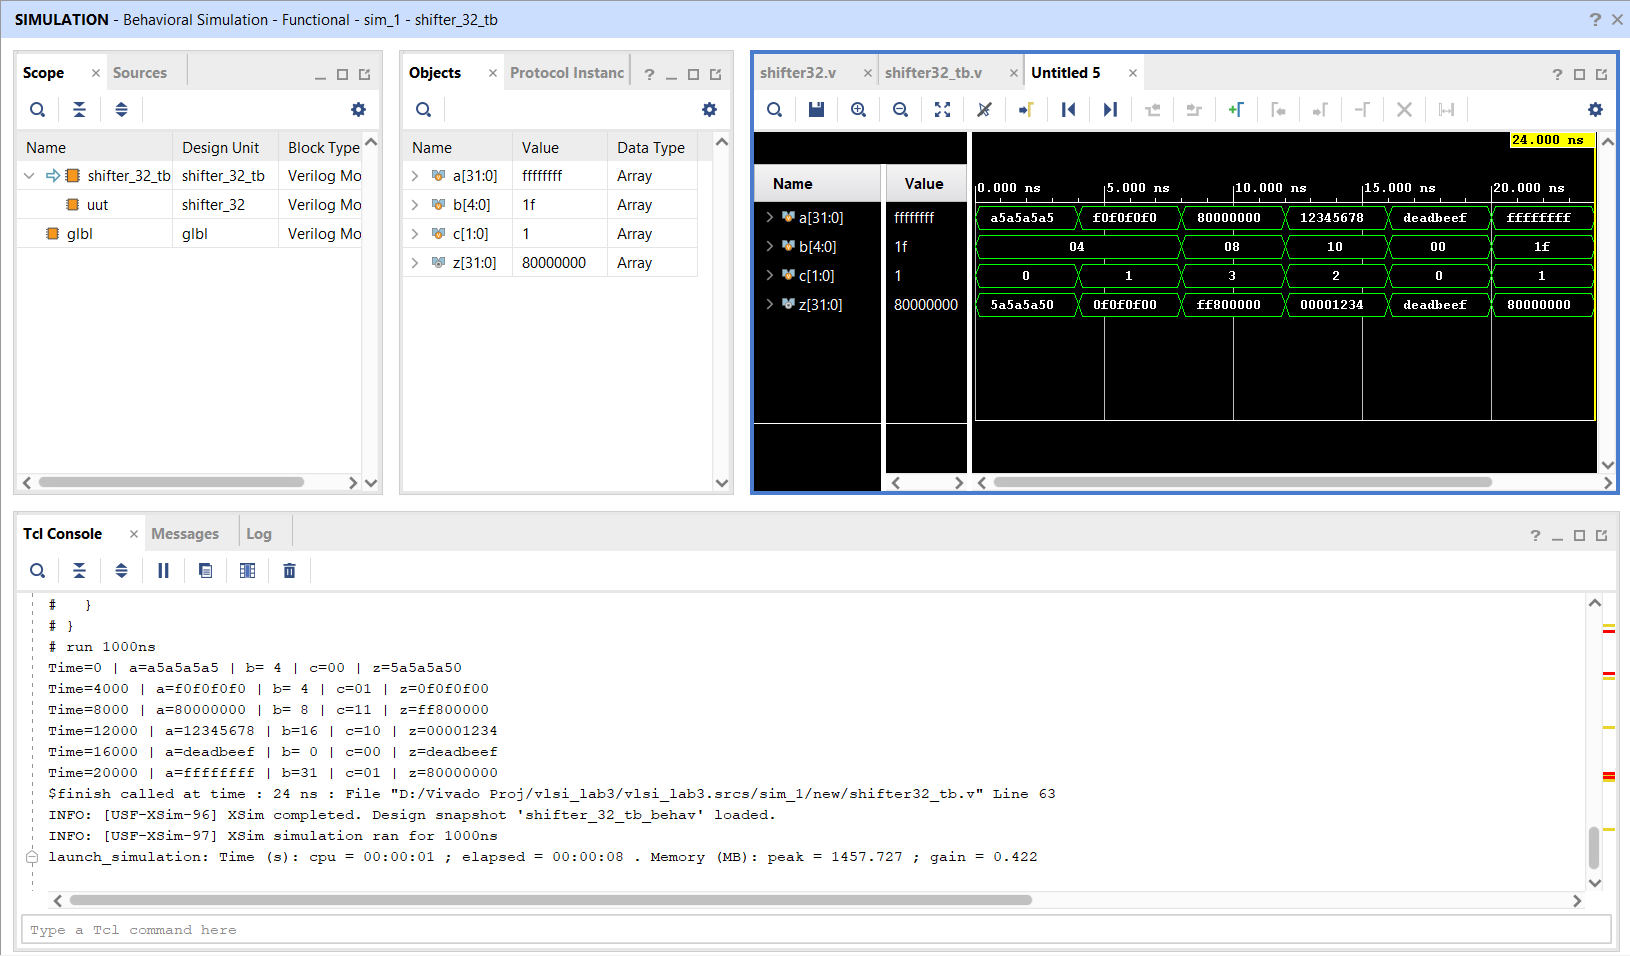 SIMULATION - Behavioral Simulation - Functional - sim_1 - shifter_32_tb
Scope
Sources
Name Design Unit Block Type
shifter_32_tb shifter_32_tb Verilog Mo
uut shifter_32 Verilog Mo
glbl glbl Verilog Mo
Objects
Protocol Instanc
Name Value Data Type
a[31:0] ffffffff Array
b[4:0] 1f Array
c[1:0] 1 Array
z[31:0] 80000000 Array
shifter32.v
shifter32_tb.v
Untitled 5
24.000 ns
Name Value
0.000 ns 5.000 ns 10.000 ns 15.000 ns 20.000 ns
a[31:0] ffffffff a5a5a5a5 f0f0f0f0 80000000 12345678 deadbeef ffffffff
b[4:0] 1f 04 08 10 00 1f
c[1:0] 1 0 1 3 2 0 1
z[31:0] 80000000 5a5a5a50 0f0f0f00 ff800000 00001234 deadbeef 80000000
Tcl Console
Messages
Log
# }
# }
# run 1000ns
Time=0 | a=a5a5a5a5 | b= 4 | c=00 | z=5a5a5a50
Time=4000 | a=f0f0f0f0 | b= 4 | c=01 | z=0f0f0f00
Time=8000 | a=80000000 | b= 8 | c=11 | z=ff800000
Time=12000 | a=12345678 | b=16 | c=10 | z=00001234
Time=16000 | a=deadbeef | b= 0 | c=00 | z=deadbeef
Time=20000 | a=ffffffff | b=31 | c=01 | z=80000000
$finish called at time : 24 ns : File "D:/Vivado Proj/vlsi_lab3/vlsi_lab3.srcs/sim_1/new/shifter32_tb.v" Line 63
INFO: [USF-XSim-96] XSim completed. Design snapshot 'shifter_32_tb_behav' loaded.
INFO: [USF-XSim-97] XSim simulation ran for 1000ns
launch_simulation: Time (s): cpu = 00:00:01 ; elapsed = 00:00:08 . Memory (MB): peak = 1457.727 ; gain = 0.422
Type a Tcl command here